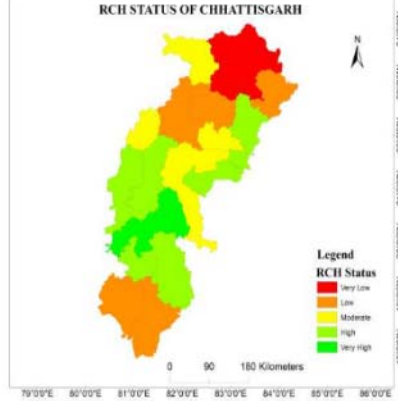 RCH STATUS OF CHHATTISGARH
N
Legend
RCH Status
Very Low
Low
Moderate
High
Very High
0 90 180 Kilometers
79°0'0"E 80°0'0"E 81°0'0"E 82°0'0"E 83°0'0"E 84°0'0"E 85°0'0"E 86°0'0"E